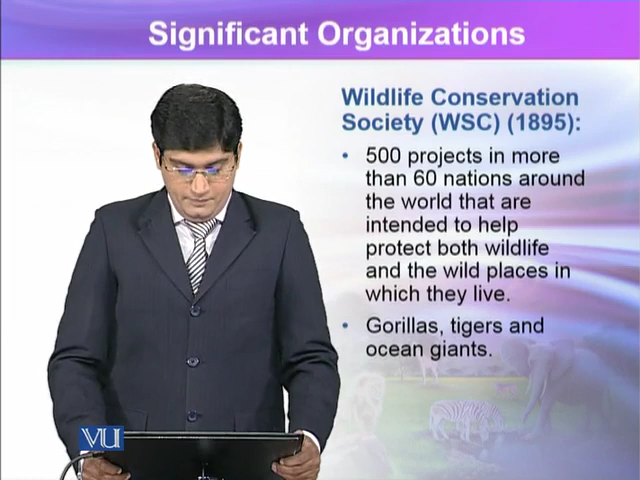 Significant Organizations
Wildlife Conservation
Society (WSC) (1895):
• 500 projects in more
than 60 nations around
the world that are
intended to help
protect both wildlife
and the wild places in
which they live.
• Gorillas, tigers and
ocean giants.
VU